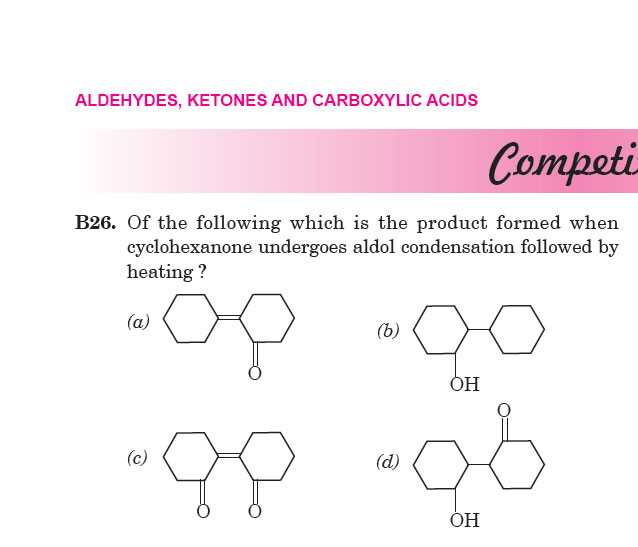 ALDEHYDES, KETONES AND CARBOXYLIC ACIDS
Competi
B26. Of the following which is the product formed when
cyclohexanone undergoes aldol condensation followed by
heating ?
(a)
O
(b)
OH
(c)
O O
(d)
O
OH